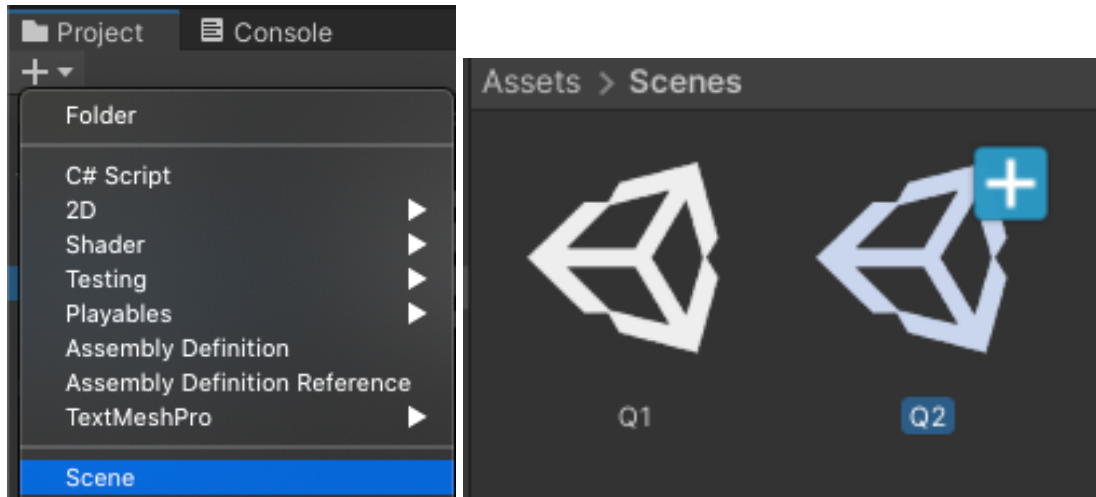 Project Console
Folder
C# Script
2D
Shader
Testing
Playables
Assembly Definition
Assembly Definition Reference
TextMeshPro
Scene
Assets > Scenes
Q1 Q2